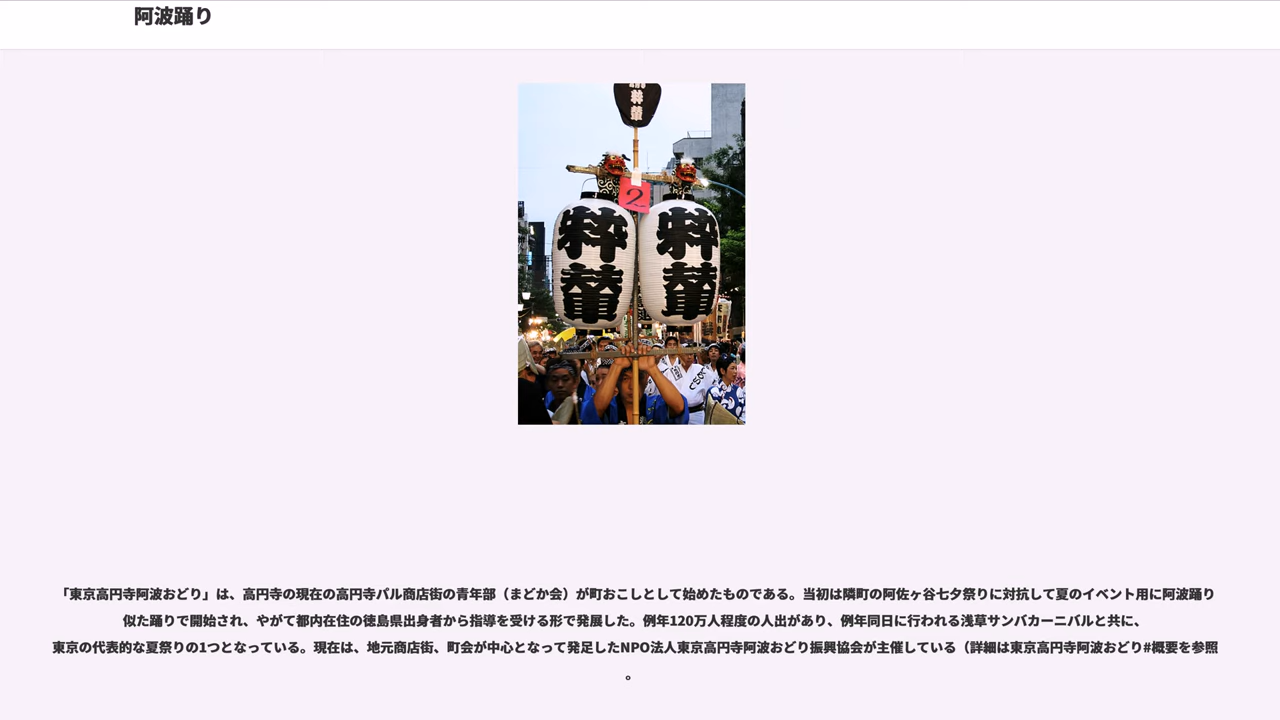 阿波踊り
粋輦
2
粋輦
粋輦
「東京高円寺阿波おどり」は、高円寺の現在の高円寺パル商店街の青年部（まどか会）が町おこしとして始めたものである。当初は隣町の阿佐ヶ谷七夕祭りに対抗して夏のイベント用に阿波踊り
似た踊りで開始され、やがて都内在住の徳島県出身者から指導を受ける形で発展した。例年120万人程度の人出があり、例年同日に行われる浅草サンバカーニバルと共に、
東京の代表的な夏祭りの1つとなっている。現在は、地元商店街、町会が中心となって発足したNPO法人東京高円寺阿波おどり振興協会が主催している（詳細は東京高円寺阿波おどり#概要を参照
。